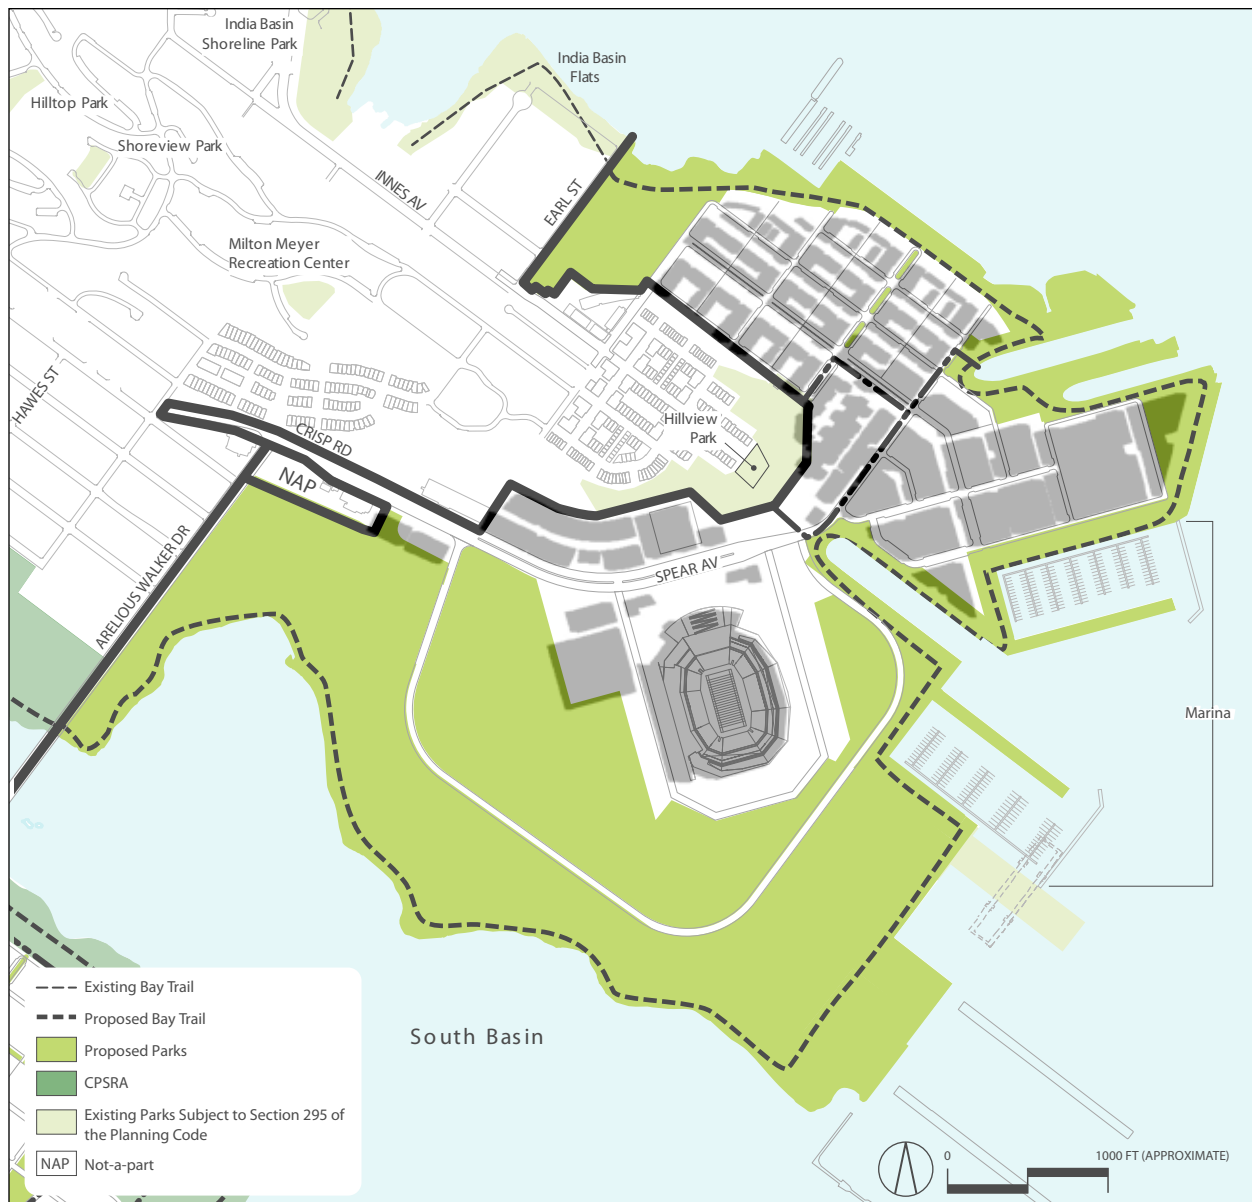 India Basin
Shoreline Park
India Basin
Flats
Hilltop Park
Shoreview Park
INNES AV
EARL ST
Milton Meyer
Recreation Center
HAWES ST
CRISP RD
Hillview
Park
NAP
SPEAR AV
ARELIOUS WALKER DR
Marina
Existing Bay Trail
Proposed Bay Trail
Proposed Parks
CPSRA
Existing Parks Subject to Section 295 of
the Planning Code
NAP Not-a-part
South Basin
0 1000 FT (APPROXIMATE)